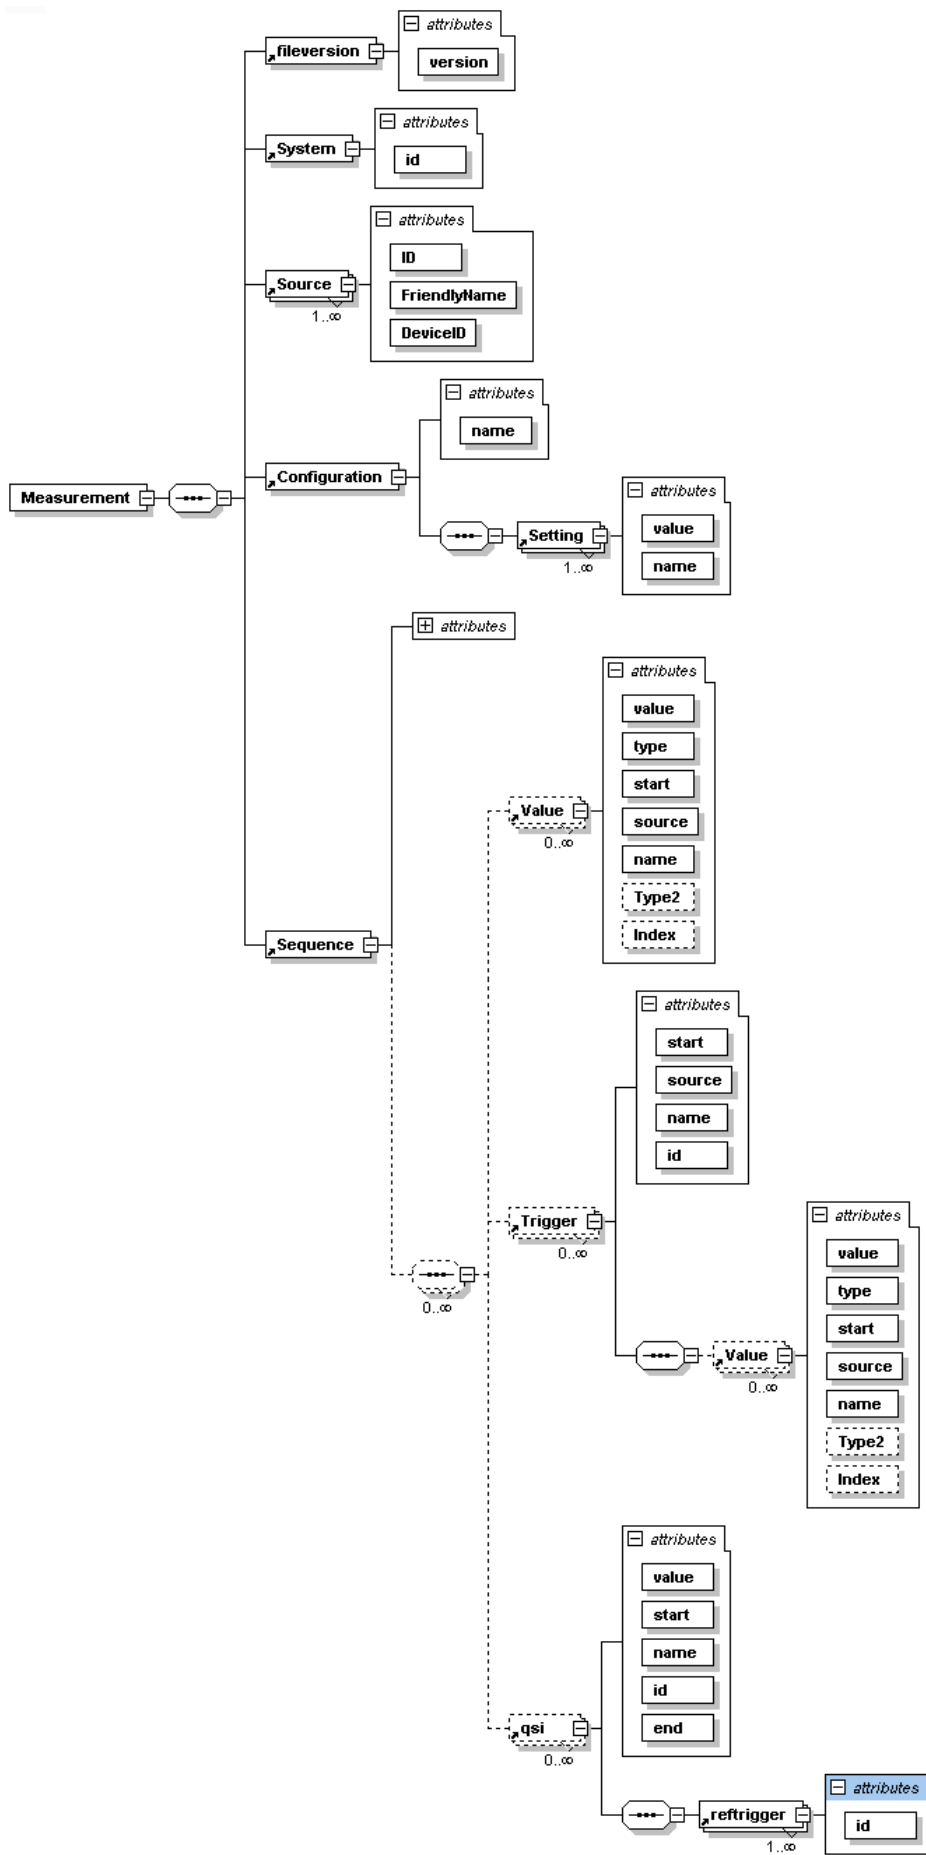 attributes
fileversion
version
attributes
System
id
attributes
ID
Source
FriendlyName
1..∞
DeviceID
attributes
name
Configuration
Measurement
attributes
value
Setting
name
1..∞
attributes
attributes
value
type
start
Value
source
0..∞
name
Type2
Index
Sequence
attributes
start
source
name
id
Trigger
0..∞
attributes
value
type
start
0..∞
Value
source
0..∞
name
Type2
Index
attributes
value
start
name
id
qsi
end
0..∞
attributes
reftrigger
id
1..∞